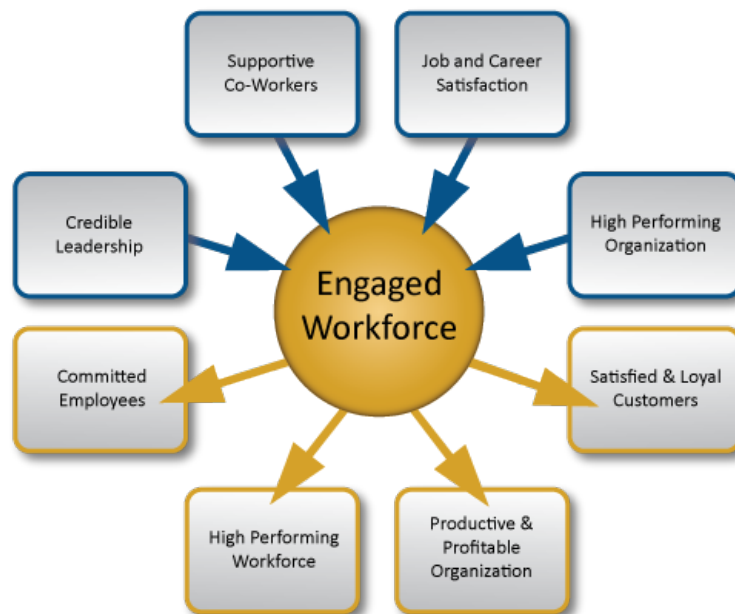 Supportive
Co-Workers
Job and Career
Satisfaction
Credible
Leadership
High Performing
Organization
Engaged
Workforce
Committed
Employees
Satisfied & Loyal
Customers
High Performing
Workforce
Productive &
Profitable
Organization